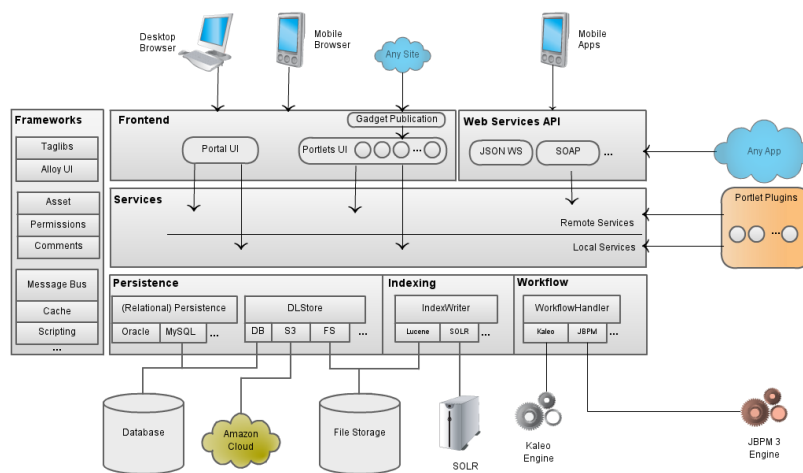 Desktop
Browser
Mobile
Browser
Any Site
Mobile
Apps
Frameworks
Taglibs
Alloy UI
Asset
Permissions
Comments
Message Bus
Cache
Scripting
...
Frontend
Gadget Publication
Portal UI
Portlets UI
...
Web Services API
JSON WS
SOAP
...
Any App
Services
Remote Services
Local Services
Portlet Plugins
...
Persistence
(Relational) Persistence
Oracle
MySQL
...
DLStore
DB
S3
FS
...
Indexing
IndexWriter
Lucene
SOLR
...
Workflow
WorkflowHandler
Kaleo
JBPM
...
Database
Amazon
Cloud
File Storage
SOLR
Kaleo
Engine
JBPM 3
Engine